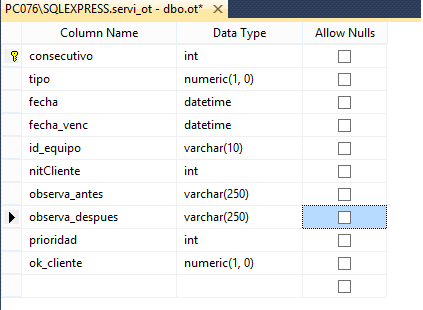 PC076\SQLEXPRESS.servi_ot - dbo.ot* ×
Column Name Data Type Allow Nulls
consecutivo int
tipo numeric(1, 0)
fecha datetime
fecha_venc datetime
id_equipo varchar(10)
nitCliente int
observa_antes varchar(250)
observa_despues varchar(250)
prioridad int
ok_cliente numeric(1, 0)